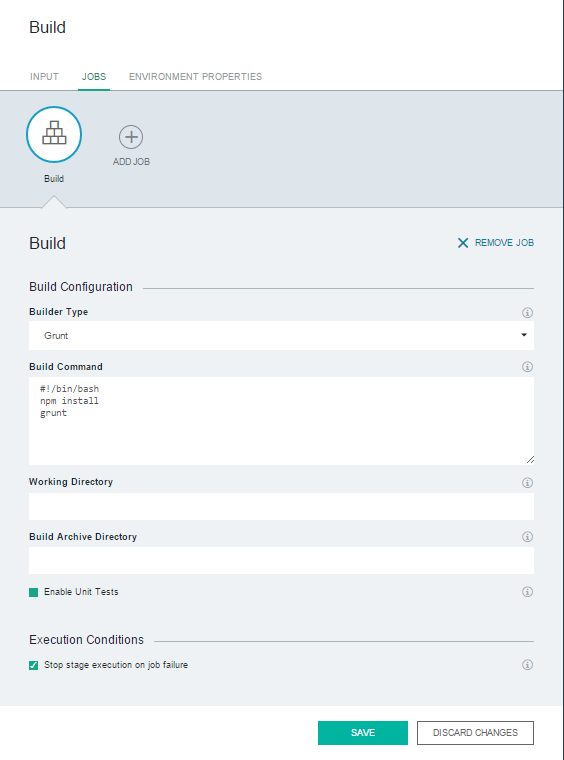 Build
INPUT JOBS ENVIRONMENT PROPERTIES
ADD JOB
Build
Build
REMOVE JOB
Build Configuration
Builder Type
Grunt
Build Command
#!/bin/bash
npm install
grunt
Working Directory
Build Archive Directory
Enable Unit Tests
Execution Conditions
Stop stage execution on job failure
SAVE DISCARD CHANGES